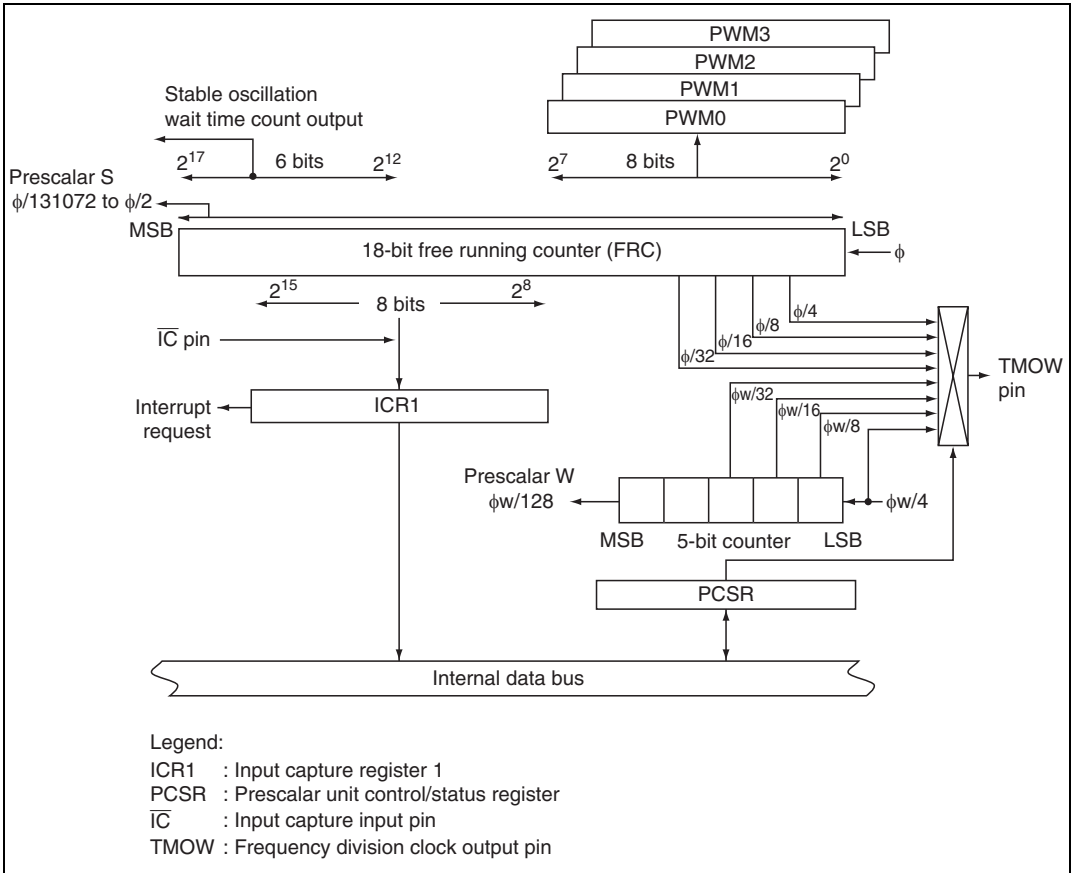 PWM3
PWM2
PWM1
PWM0
Stable oscillation
wait time count output
2^17 6 bits 2^12
2^7 8 bits 2^0
Prescalar S
ϕ/131072 to ϕ/2
MSB
LSB
18-bit free running counter (FRC)
ϕ
2^15 8 bits 2^8
ϕ/4
ϕ/8
ϕ/16
ϕ/32
I̅C̅ pin
TMOW
pin
ICR1
Interrupt
request
ϕw/32
ϕw/16
ϕw/8
Prescalar W
ϕw/128
ϕw/4
MSB 5-bit counter LSB
PCSR
Internal data bus
Legend:
ICR1 : Input capture register 1
PCSR : Prescalar unit control/status register
I̅C̅ : Input capture input pin
TMOW : Frequency division clock output pin